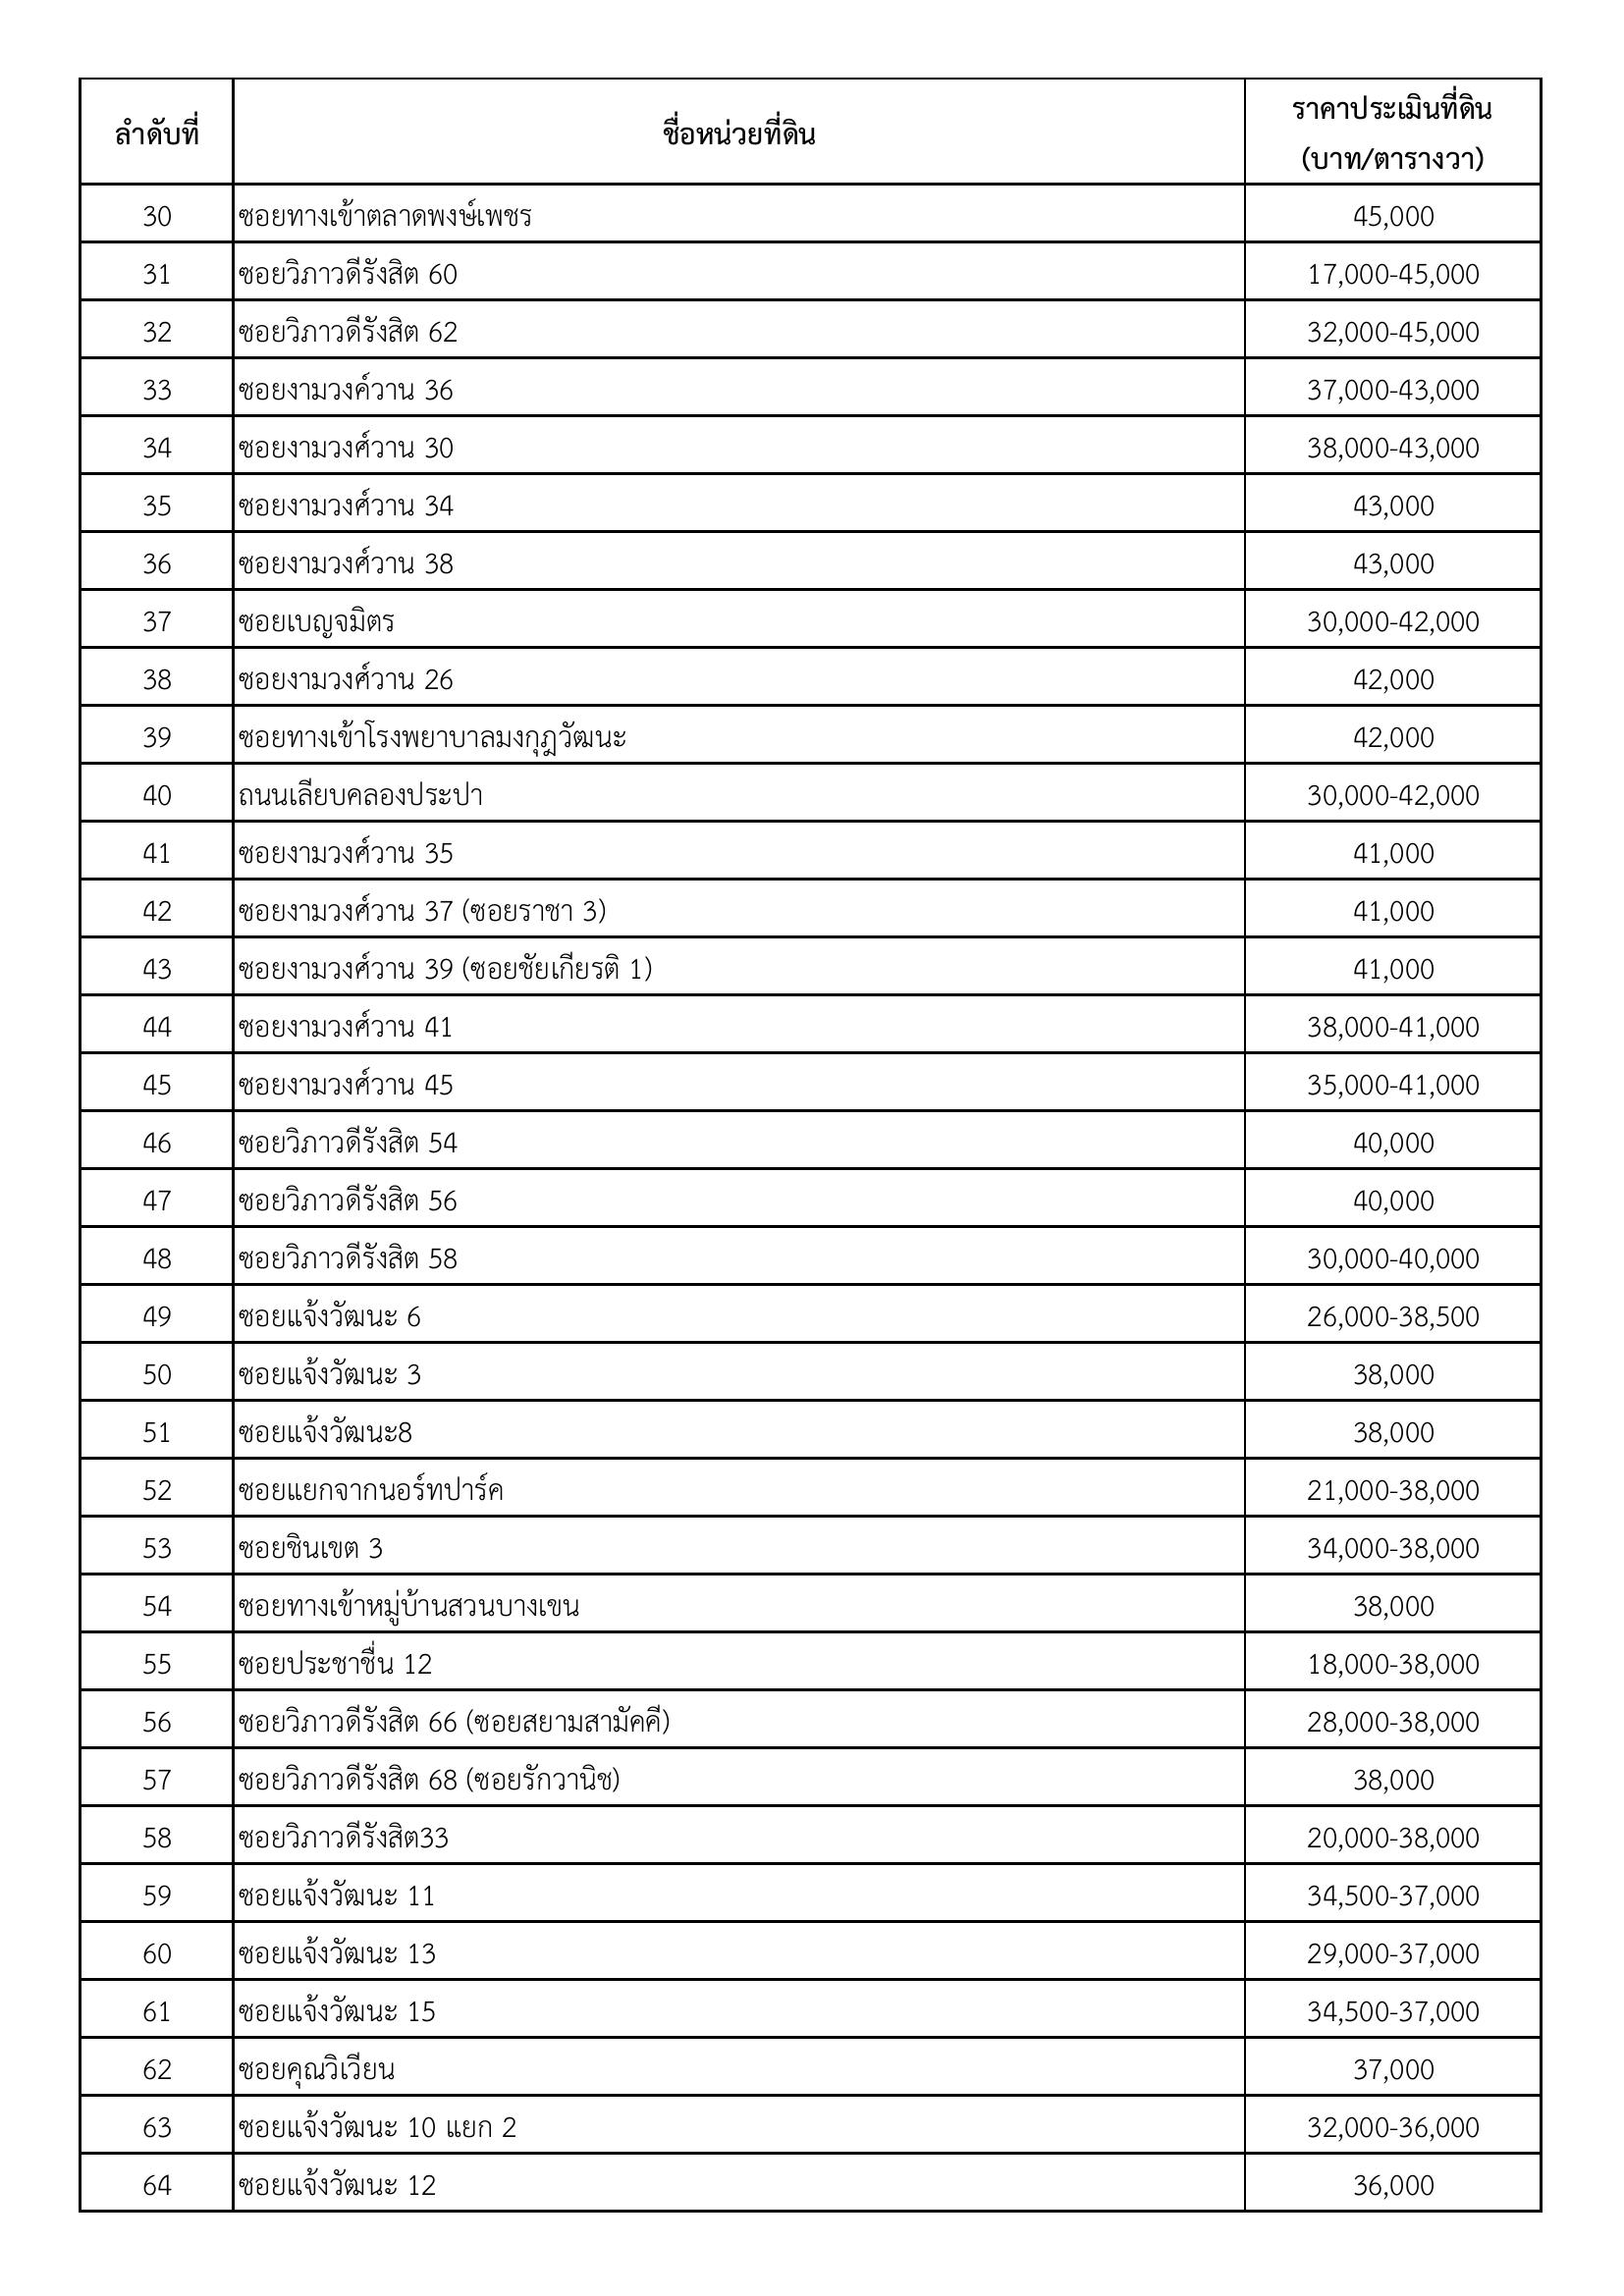 ลำดับที่ ชื่อหน่วยที่ดิน ราคาประเมินที่ดิน
(บาท/ตารางวา)
30 ซอยทางเข้าตลาดพงษ์เพชร 45,000
31 ซอยวิภาวดีรังสิต 60 17,000-45,000
32 ซอยวิภาวดีรังสิต 62 32,000-45,000
33 ซอยงามวงค์วาน 36 37,000-43,000
34 ซอยงามวงศ์วาน 30 38,000-43,000
35 ซอยงามวงศ์วาน 34 43,000
36 ซอยงามวงศ์วาน 38 43,000
37 ซอยเบญจมิตร 30,000-42,000
38 ซอยงามวงศ์วาน 26 42,000
39 ซอยทางเข้าโรงพยาบาลมงกุฎวัฒนะ 42,000
40 ถนนเลียบคลองประปา 30,000-42,000
41 ซอยงามวงศ์วาน 35 41,000
42 ซอยงามวงศ์วาน 37 (ซอยราชา 3) 41,000
43 ซอยงามวงศ์วาน 39 (ซอยชัยเกียรติ 1) 41,000
44 ซอยงามวงศ์วาน 41 38,000-41,000
45 ซอยงามวงศ์วาน 45 35,000-41,000
46 ซอยวิภาวดีรังสิต 54 40,000
47 ซอยวิภาวดีรังสิต 56 40,000
48 ซอยวิภาวดีรังสิต 58 30,000-40,000
49 ซอยแจ้งวัฒนะ 6 26,000-38,500
50 ซอยแจ้งวัฒนะ 3 38,000
51 ซอยแจ้งวัฒนะ8 38,000
52 ซอยแยกจากนอร์ทปาร์ค 21,000-38,000
53 ซอยชินเขต 3 34,000-38,000
54 ซอยทางเข้าหมู่บ้านสวนบางเขน 38,000
55 ซอยประชาชื่น 12 18,000-38,000
56 ซอยวิภาวดีรังสิต 66 (ซอยสยามสามัคคี) 28,000-38,000
57 ซอยวิภาวดีรังสิต 68 (ซอยรักวานิช) 38,000
58 ซอยวิภาวดีรังสิต33 20,000-38,000
59 ซอยแจ้งวัฒนะ 11 34,500-37,000
60 ซอยแจ้งวัฒนะ 13 29,000-37,000
61 ซอยแจ้งวัฒนะ 15 34,500-37,000
62 ซอยคุณวิเวียน 37,000
63 ซอยแจ้งวัฒนะ 10 แยก 2 32,000-36,000
64 ซอยแจ้งวัฒนะ 12 36,000